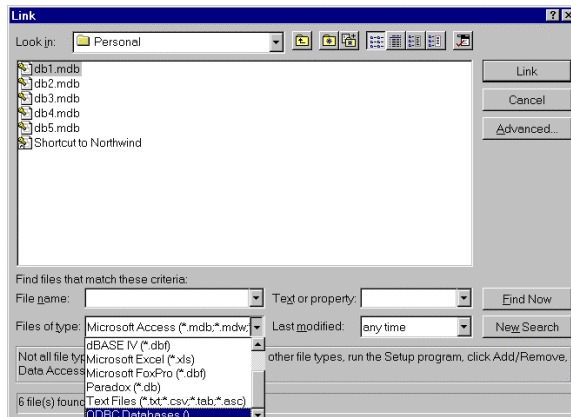 Link
Look in: Personal
db1.mdb
db2.mdb
db3.mdb
db4.mdb
db5.mdb
Shortcut to Northwind
Link
Cancel
Advanced...
Find files that match these criteria:
File name: Text or property: Find Now
Files of type: Microsoft Access (*.mdb;*.mdw; Last modified: any time New Search
dBASE IV (*.dbf)
Microsoft Excel (*.xls)
Microsoft FoxPro (*.dbf)
Paradox (*.db)
Text Files (*.txt;*.csv;*.tab;*.asc)
ODBC Databases ()
Not all file typ other file types, run the Setup program, click Add/Remove,
Data Access
6 file(s) found